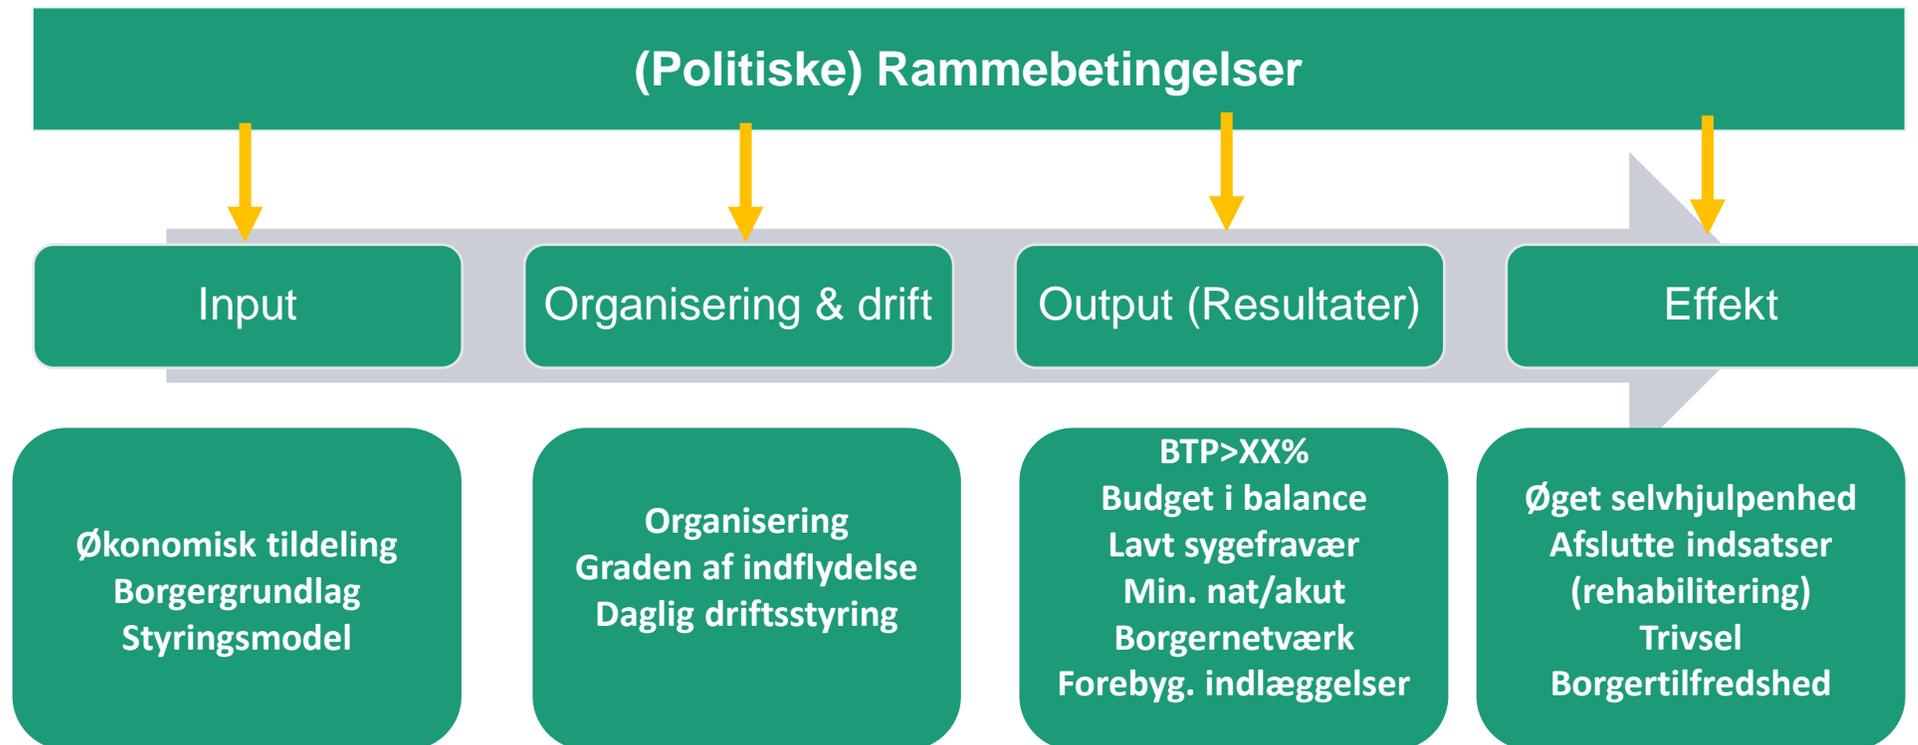 (Politiske) Rammebetingelser
Input
Organisering & drift
Output (Resultater)
Effekt
Økonomisk tildeling
Borgergrundlag
Styringsmodel
Organisering
Graden af indflydelse
Daglig driftsstyring
BTP>XX%
Budget i balance
Lavt sygefravær
Min. nat/akut
Borgernetværk
Forebyg. indlæggelser
Øget selvhjulpenhed
Afslutte indsatser
(rehabilitering)
Trivsel
Borgertilfredshed